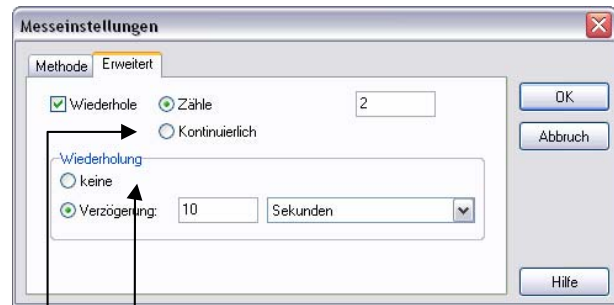 Messeinstellungen
Methode Erweitert
Wiederhole Zähle 2
Kontinuierlich
Wiederholung
keine
Verzögerung: 10 Sekunden
OK
Abbruch
Hilfe